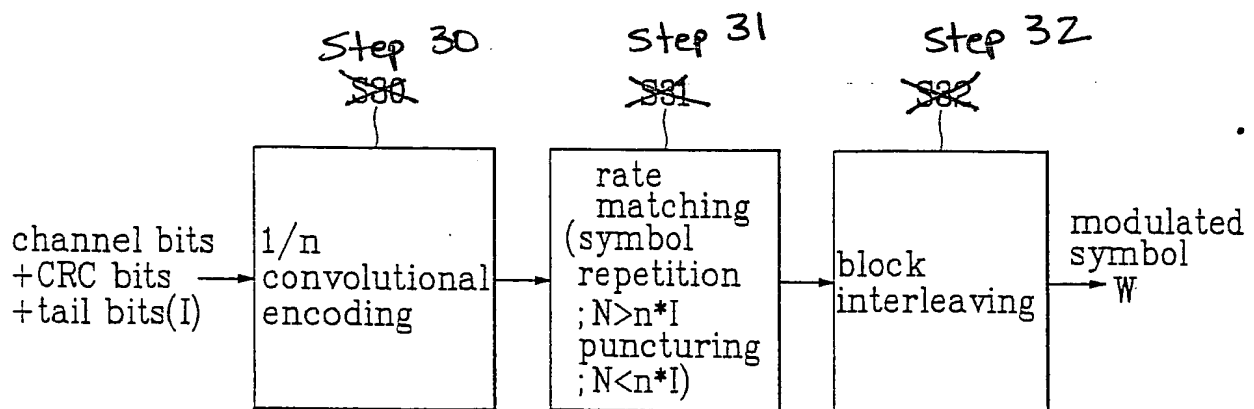 Step 30
Step 31
Step 32
S30
S31
S32
channel bits
+CRC bits
+tail bits(I)
1/n
convolutional
encoding
rate
matching
(symbol
repetition
;N>n*I
puncturing
;N<n*I)
block
interleaving
modulated
symbol
W